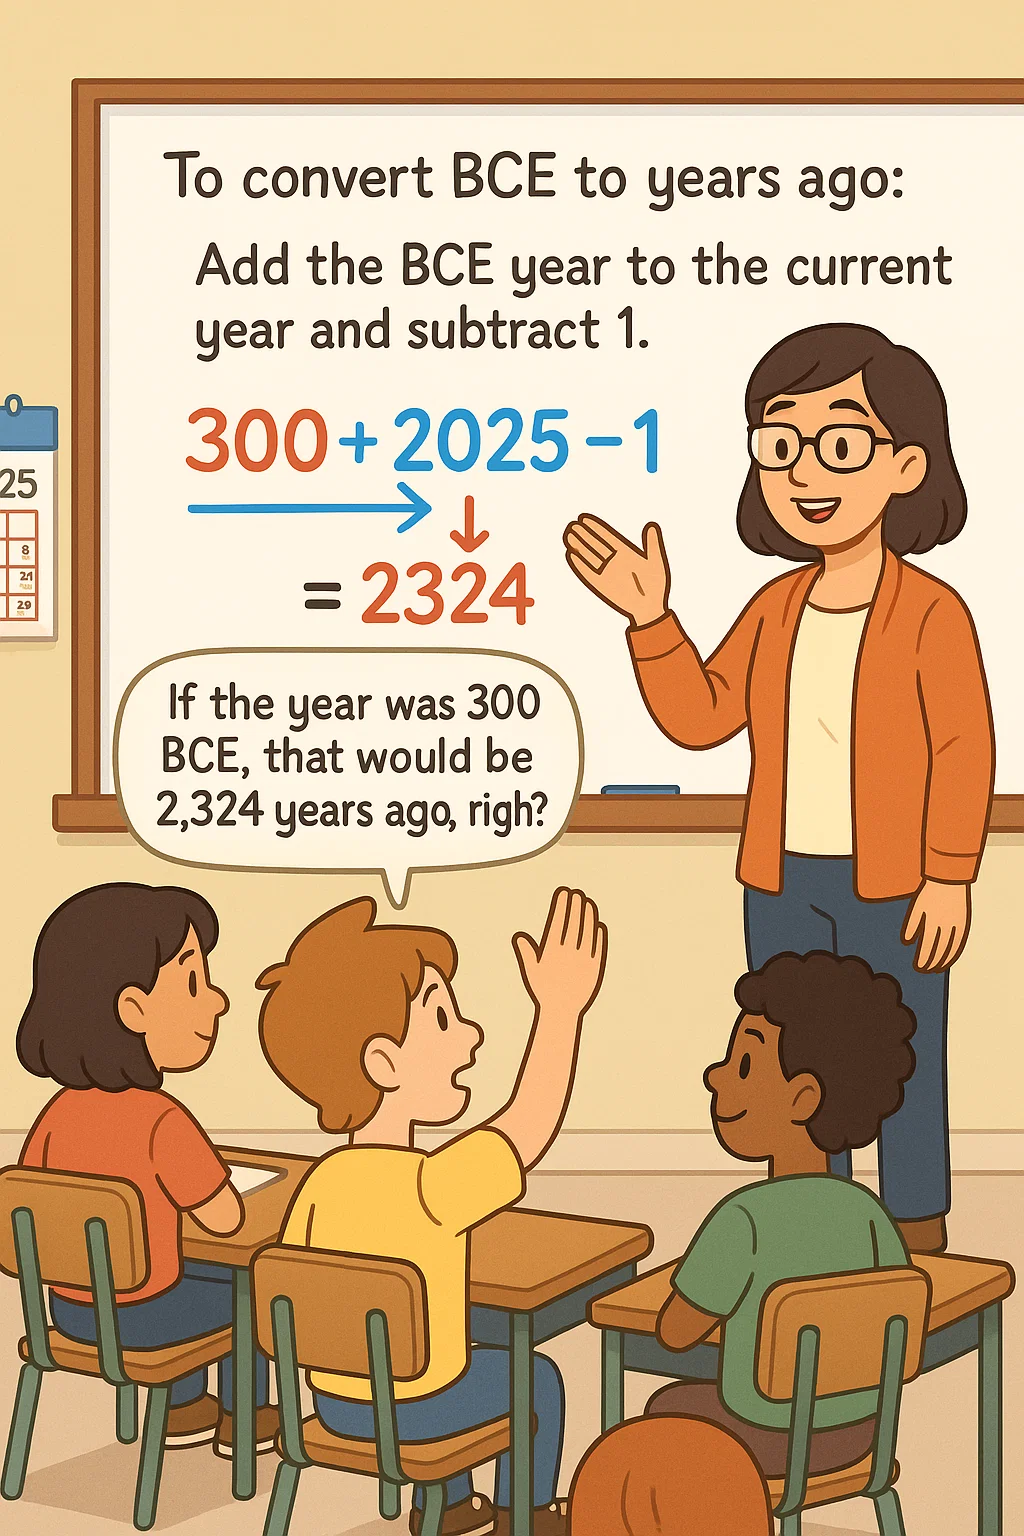 To convert BCE to years ago:
Add the BCE year to the current
year and subtract 1.
300 + 2025 - 1
= 2324
25
8
21
29
If the year was 300
BCE, that would be
2,324 years ago, righ?